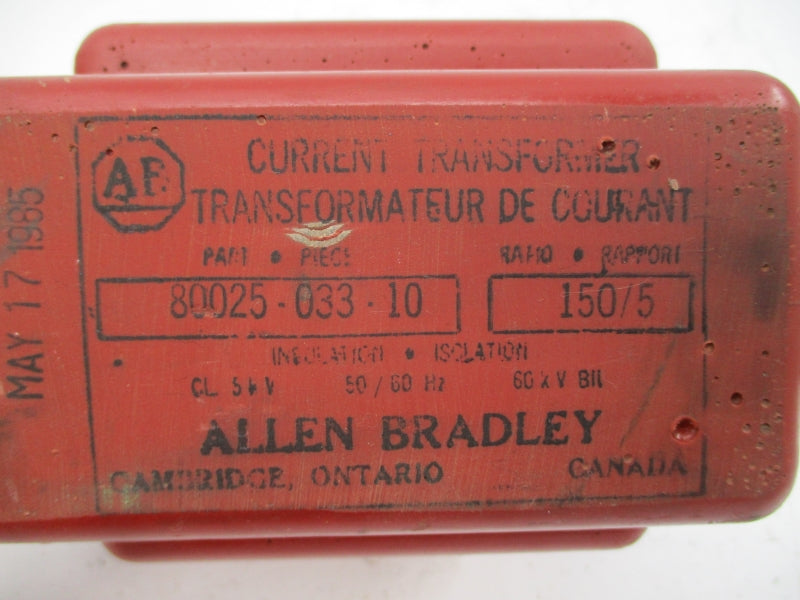 AB
CURRENT TRANSFORMER
TRANSFORMATEUR DE COURANT
PART • PIECE RATIO • RAPPORT
80025-033-10 150/5
INSULATION • ISOLATION
CL 5 kV 50/60 Hz 60 kV BIL
ALLEN BRADLEY
CAMBRIDGE, ONTARIO CANADA
MAY 17 1985